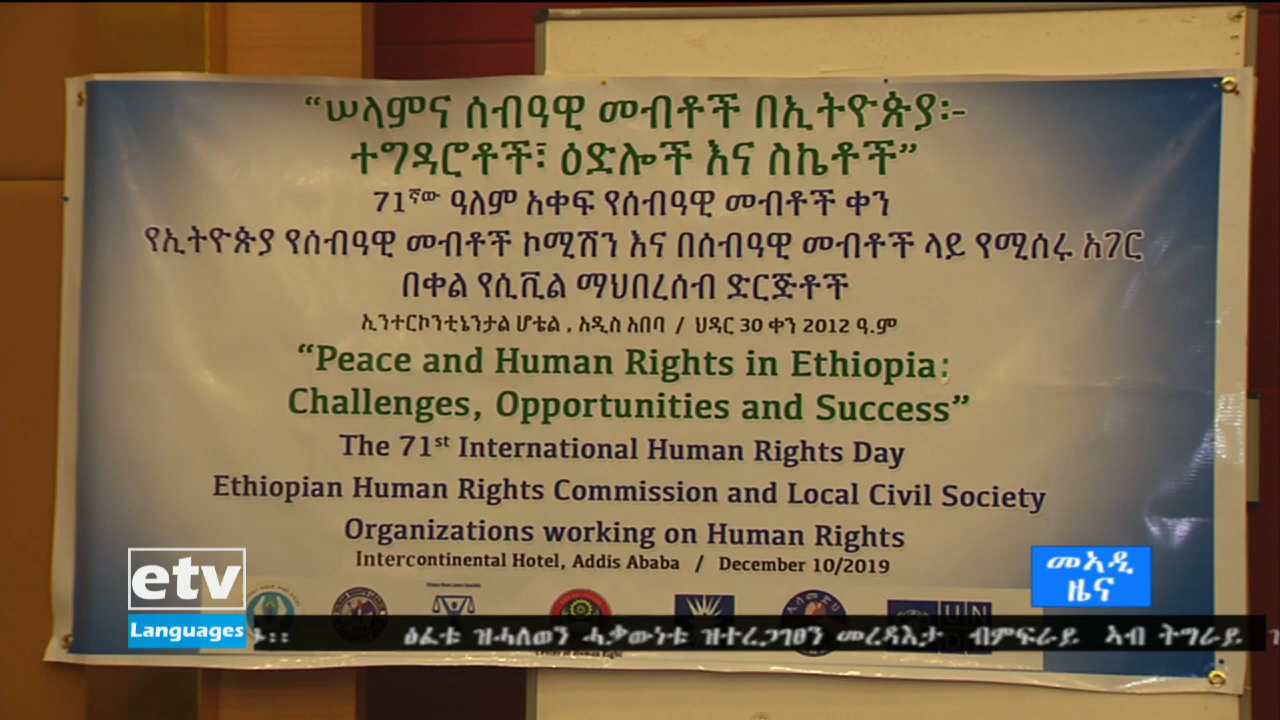 “ሠላምና ሰብዓዊ መብቶች በኢትዮጵያ፡-
ተግዳሮቶች፣ ዕድሎች እና ስኬቶች”
71ኛው ዓለም አቀፍ የሰብዓዊ መብቶች ቀን
የኢትዮጵያ የሰብዓዊ መብቶች ኮሚሽን እና በሰብዓዊ መብቶች ላይ የሚሰሩ አገር
በቀል የሲቪል ማህበረሰብ ድርጅቶች
ኢንተርኮንቲኔንታል ሆቴል , አዲስ አበባ / ህዳር 30 ቀን 2012 ዓ.ም
“Peace and Human Rights in Ethiopia:
Challenges, Opportunities and Success”
The 71st International Human Rights Day
Ethiopian Human Rights Commission and Local Civil Society
Organizations working on Human Rights
Intercontinental Hotel, Addis Ababa / December 10/2019
etv
Languages
መኣዲ
ዜና
ዕፈቱ ዝሓለወን ሓቃውነቱ ዝተረጋገፀን መረዳእታ ብምፍራይ ኣብ ትግራይ